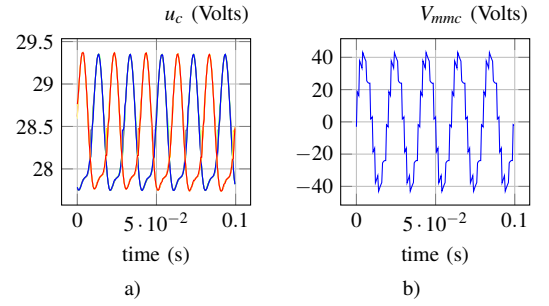 u_c (Volts)
29.5
29
28.5
28
0
5 · 10^−2
0.1
time (s)
a)
V_mmc (Volts)
40
20
0
−20
−40
0
5 · 10^−2
0.1
time (s)
b)